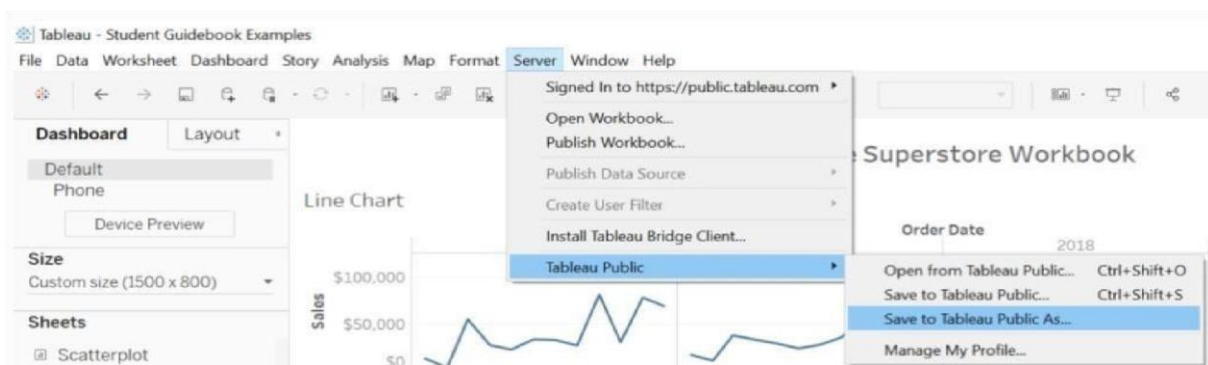 Tableau - Student Guidebook Examples
File Data Worksheet Dashboard Story Analysis Map Format Server Window Help
Signed In to https://public.tableau.com
Open Workbook...
Publish Workbook...
Publish Data Source
Create User Filter
Install Tableau Bridge Client...
Tableau Public
Open from Tableau Public... Ctrl+Shift+O
Save to Tableau Public... Ctrl+Shift+S
Save to Tableau Public As...
Manage My Profile...
Dashboard Layout
Default
Phone
Device Preview
Size
Custom size (1500 x 800)
Sheets
Scatterplot
Superstore Workbook
Line Chart
Order Date
2018
Sales
$100,000
$50,000
$0